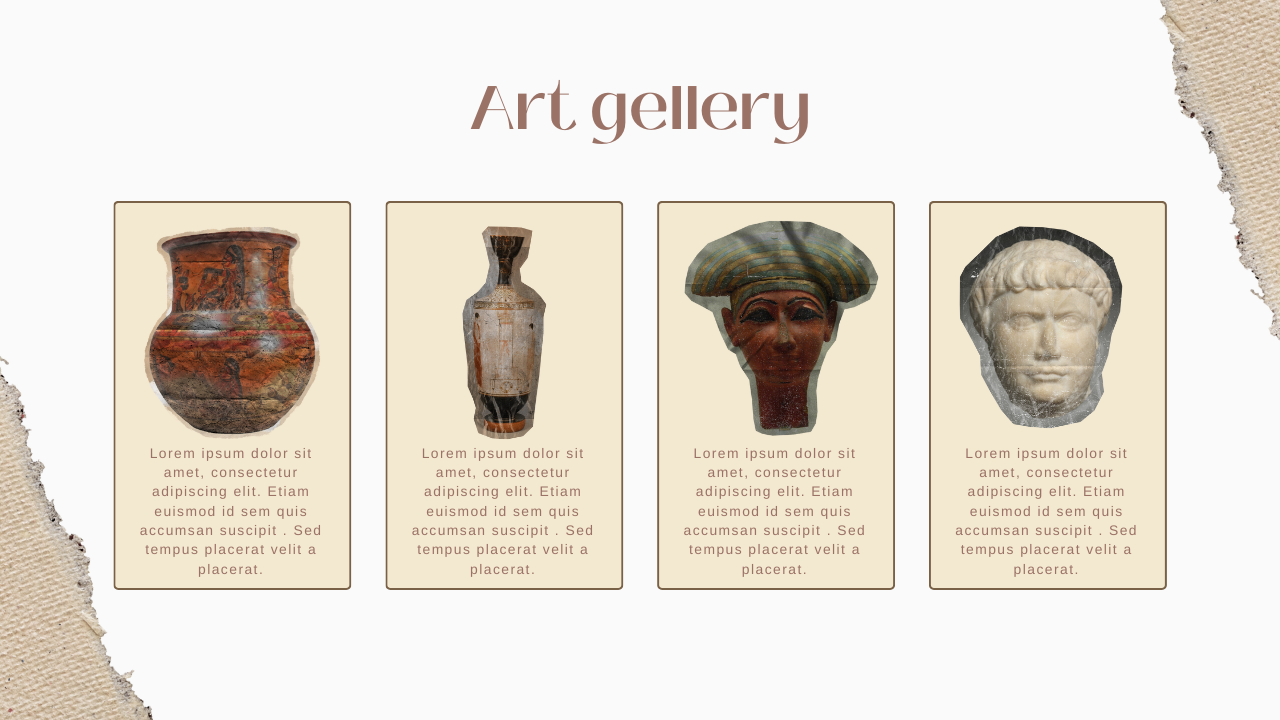 Art gellery
Lorem ipsum dolor sit
amet, consectetur
adipiscing elit. Etiam
euismod id sem quis
accumsan suscipit . Sed
tempus placerat velit a
placerat.
Lorem ipsum dolor sit
amet, consectetur
adipiscing elit. Etiam
euismod id sem quis
accumsan suscipit . Sed
tempus placerat velit a
placerat.
Lorem ipsum dolor sit
amet, consectetur
adipiscing elit. Etiam
euismod id sem quis
accumsan suscipit . Sed
tempus placerat velit a
placerat.
Lorem ipsum dolor sit
amet, consectetur
adipiscing elit. Etiam
euismod id sem quis
accumsan suscipit . Sed
tempus placerat velit a
placerat.